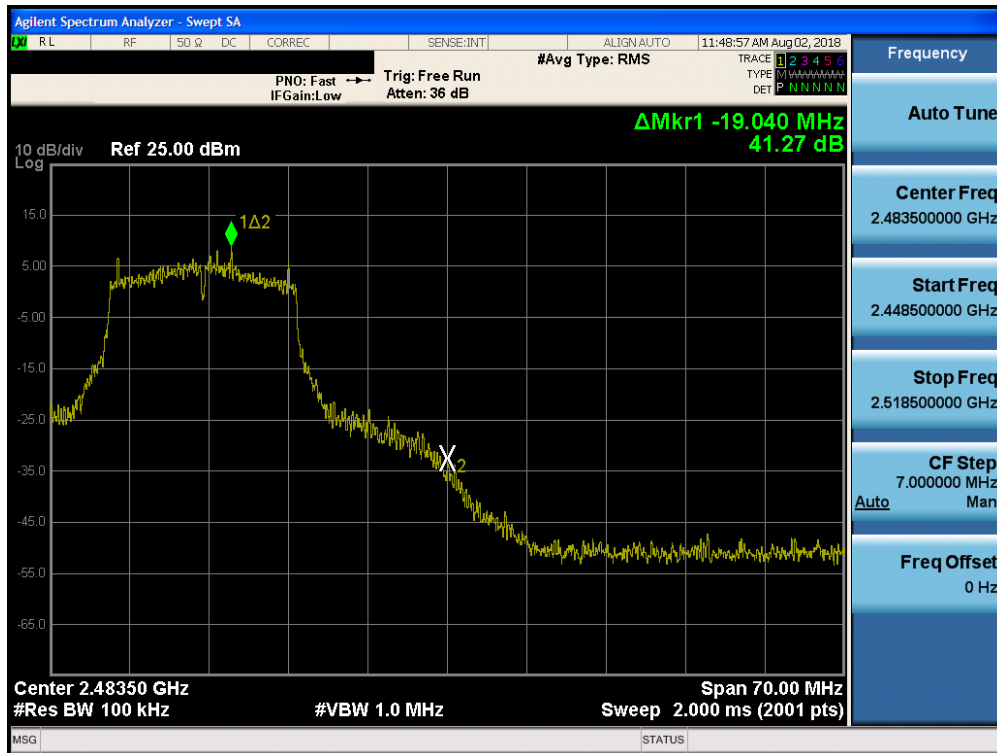 Agilent Spectrum Analyzer - Swept SA
LXI RL RF 50 Ω DC CORREC SENSE:INT ALIGN AUTO 11:48:57 AM Aug 02, 2018
PNO: Fast
IFGain:Low
Trig: Free Run
Atten: 36 dB
#Avg Type: RMS
TRACE 1 2 3 4 5 6
TYPE M WWWWW
DET P N N N N N
ΔMkr1 -19.040 MHz
41.27 dB
10 dB/div Ref 25.00 dBm
Log
15.0
5.00
-5.00
-15.0
-25.0
-35.0
-45.0
-55.0
-65.0
1Δ2
X2
Center 2.48350 GHz Span 70.00 MHz
#Res BW 100 kHz #VBW 1.0 MHz Sweep 2.000 ms (2001 pts)
MSG STATUS
Frequency
Auto Tune
Center Freq
2.483500000 GHz
Start Freq
2.448500000 GHz
Stop Freq
2.518500000 GHz
CF Step
7.000000 MHz
Auto Man
Freq Offset
0 Hz